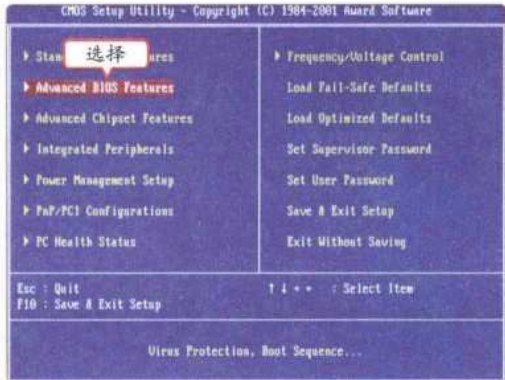 CMOS Setup Utility - Copyright (C) 1984-2001 Award Software
选择
▶ Stan ures
▶ Advanced BIOS Features
▶ Advanced Chipset Features
▶ Integrated Peripherals
▶ Power Management Setup
▶ PnP/PCI Configurations
▶ PC Health Status
▶ Frequency/Voltage Control
Load Fail-Safe Defaults
Load Optimized Defaults
Set Supervisor Password
Set User Password
Save & Exit Setup
Exit Without Saving
Esc : Quit
F10 : Save & Exit Setup
: Select Item
Virus Protection, Boot Sequence...